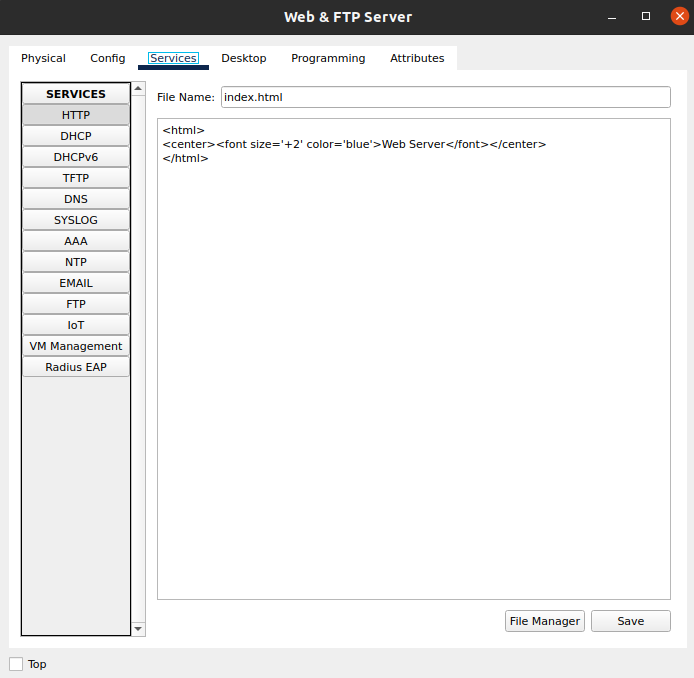 Web & FTP Server
Physical Config Services Desktop Programming Attributes
SERVICES
HTTP
DHCP
DHCPv6
TFTP
DNS
SYSLOG
AAA
NTP
EMAIL
FTP
IoT
VM Management
Radius EAP
File Name: index.html
<html>
<center><font size='+2' color='blue'>Web Server</font></center>
</html>
File Manager Save
Top